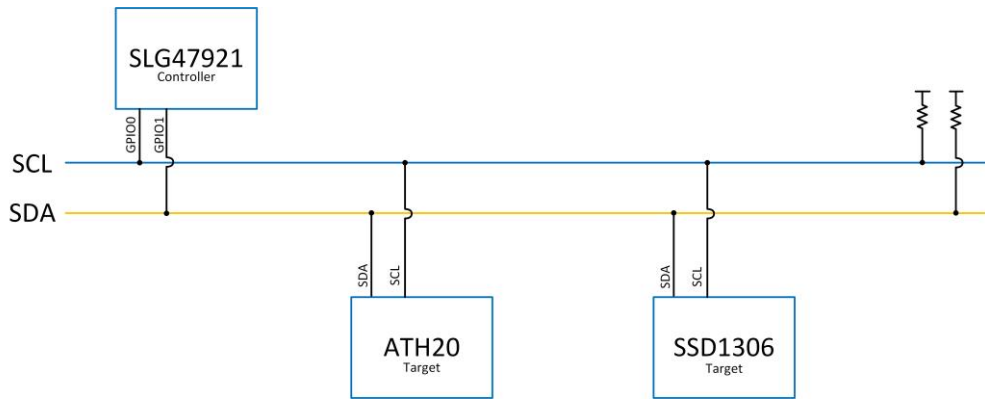 SLG47921
Controller
GPIO0
GPIO1
SCL
SDA
SDA
SCL
SDA
SCL
ATH20
Target
SSD1306
Target